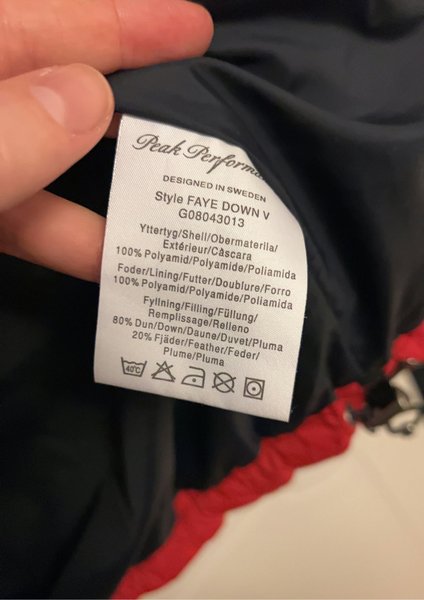 Peak Performa
DESIGNED IN SWEDEN
Style FAYE DOWN V
G08043013
Yttertyg/Shell/Obermaterila/
Extérieur/Càscara
100% Polyamid/Polyamide/Poliamida
Foder/Lining/Futter/Doublure/Forro
100% Polyamid/Polyamide/Poliamida
Fyllning/Filling/Füllung/
Remplissage/Relleno
80% Dun/Down/Daune/Duvet/Pluma
20% Fjäder/Feather/Feder/
Plume/Pluma
40°C